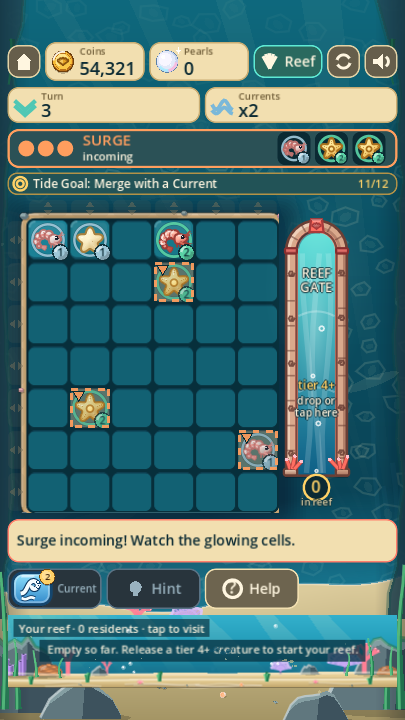 Coins
54,321
Pearls
0
Reef
Turn
3
Currents
x2
SURGE
incoming
1
2
2
Tide Goal: Merge with a Current
11/12
1
1
2
2
2
1
REEF
GATE
tier 4+
drop or
tap here
0
in reef
Surge incoming! Watch the glowing cells.
2
Current
Hint
? Help
Your reef · 0 residents · tap to visit
Empty so far. Release a tier 4+ creature to start your reef.